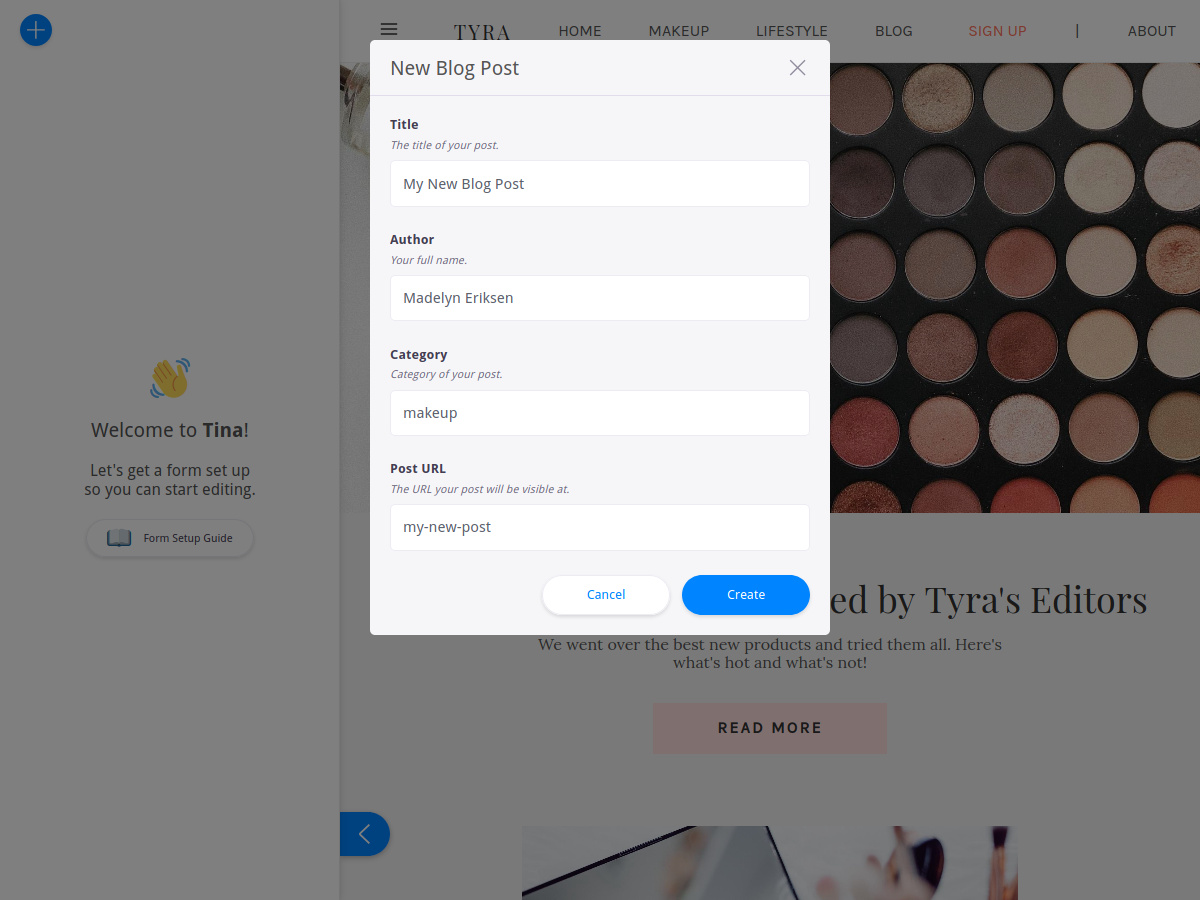 TYRA
HOME
MAKEUP
LIFESTYLE
BLOG
SIGN UP
|
ABOUT
Welcome to Tina!
Let's get a form set up
so you can start editing.
Form Setup Guide
New Blog Post
Title
The title of your post.
My New Blog Post
Author
Your full name.
Madelyn Eriksen
Category
Category of your post.
makeup
Post URL
The URL your post will be visible at.
my-new-post
Cancel
Create
ed by Tyra's Editors
We went over the best new products and tried them all. Here's
what's hot and what's not!
READ MORE